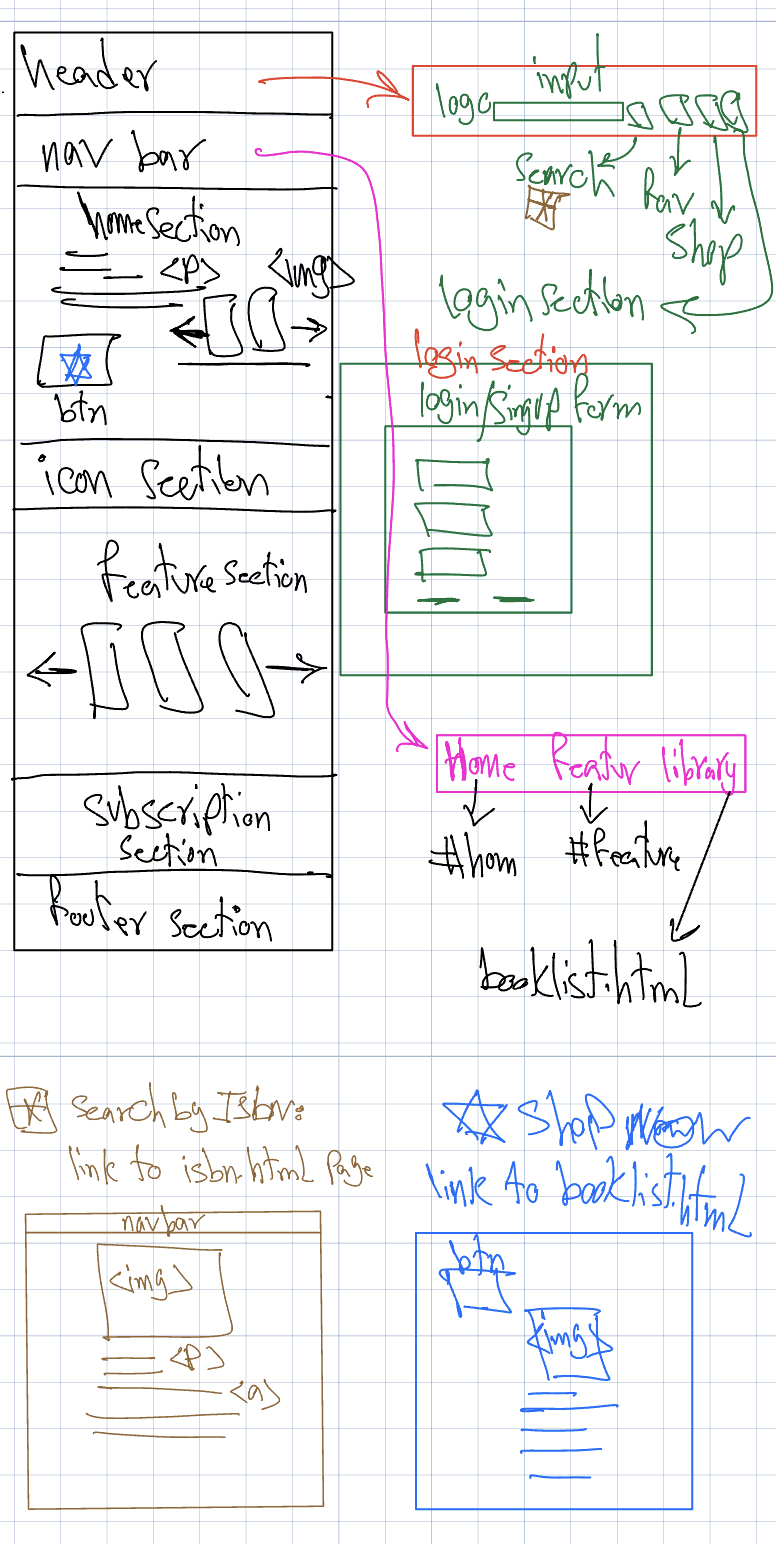 header
nav bar
home section
<p>
<img>
btn
icon section
feature section
subscription
section
footer section
input
logo
search
fav
shop
login section
login section
login/singup form
Home Featur library
#hom #feature
booklist.html
search by Isbn:
link to isbn.html page
navbar
<img>
<p>
<a>
shop now
link to booklist.html
btn
<img>